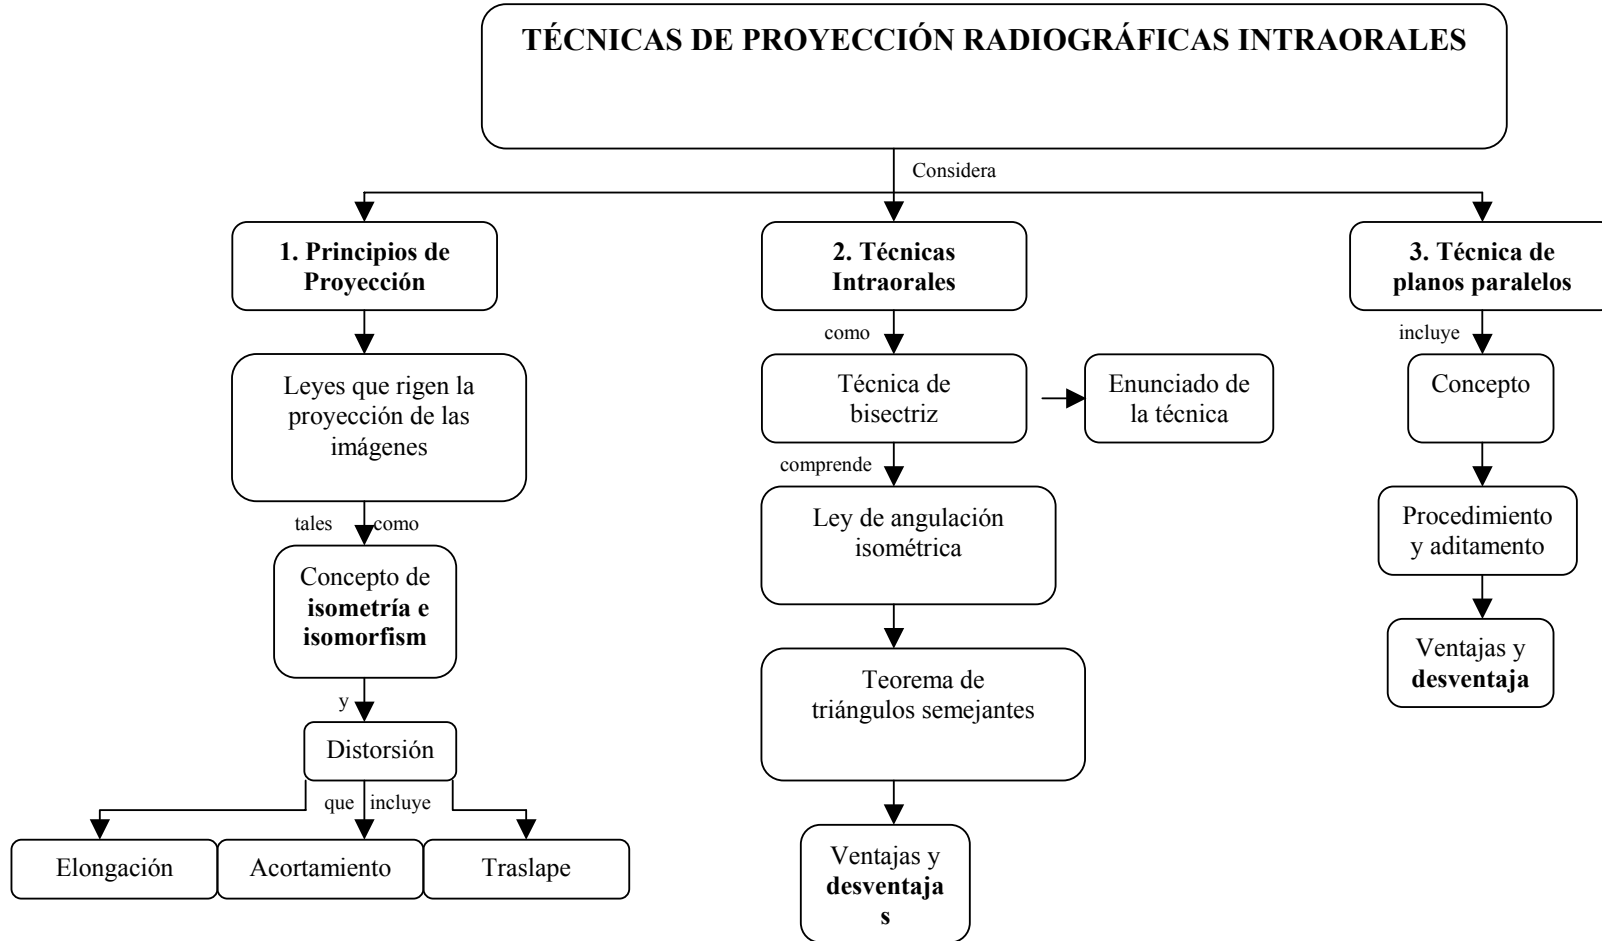 TÉCNICAS DE PROYECCIÓN RADIOGRÁFICAS INTRAORALES
Considera
1. Principios de
Proyección
Leyes que rigen la
proyección de las
imágenes
tales como
Concepto de
isometría e
isomorfism
y
Distorsión
que incluye
Elongación
Acortamiento
Traslape
2. Técnicas
Intraorales
como
Técnica de
bisectriz
Enunciado de
la técnica
comprende
Ley de angulación
isométrica
Teorema de
triángulos semejantes
Ventajas y
desventaja
s
3. Técnica de
planos paralelos
incluye
Concepto
Procedimiento
y aditamento
Ventajas y
desventaja